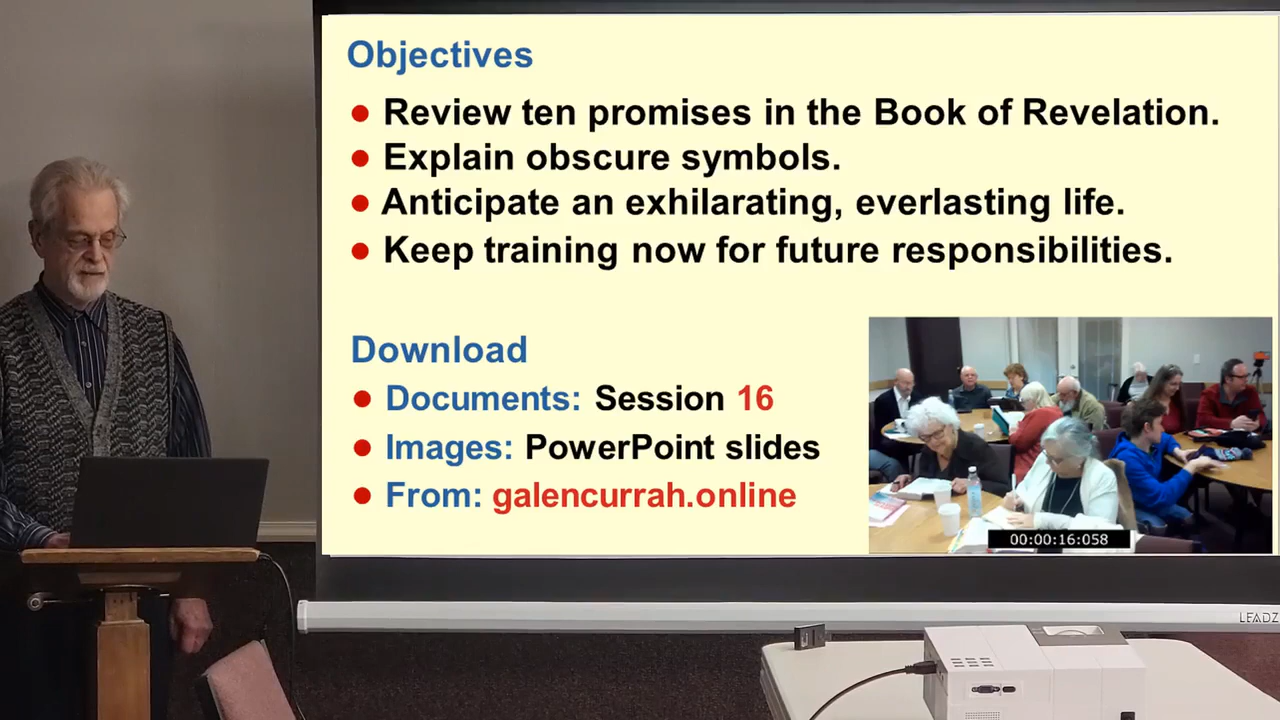 Objectives
● Review ten promises in the Book of Revelation.
● Explain obscure symbols.
● Anticipate an exhilarating, everlasting life.
● Keep training now for future responsibilities.
Download
● Documents: Session 16
● Images: PowerPoint slides
● From: galencurrah.online
00:00:16:058
LEADZ